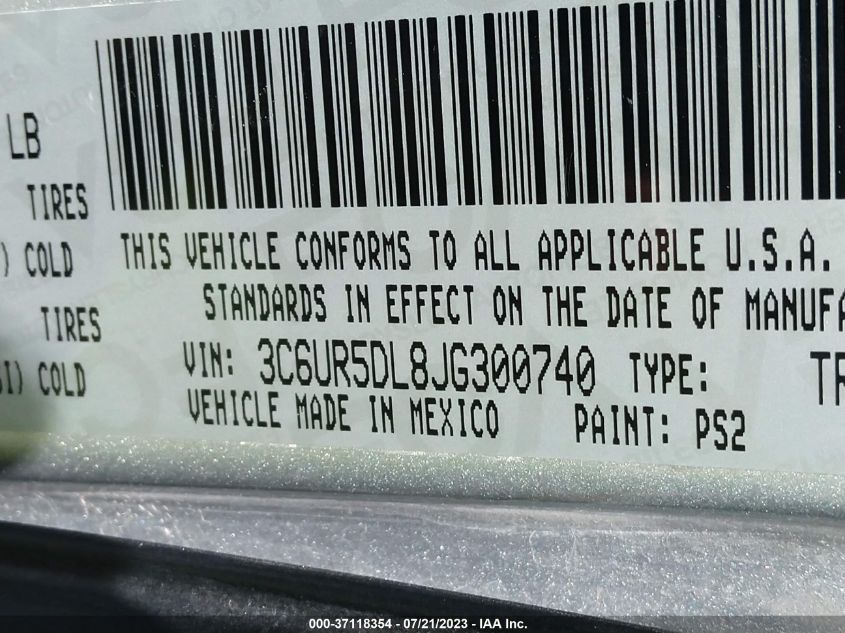 LB
TIRES
) COLD
TIRES
SI) COLD
THIS VEHICLE CONFORMS TO ALL APPLICABLE U.S.A.
STANDARDS IN EFFECT ON THE DATE OF MANUFA
VIN: 3C6UR5DL8JG300740 TYPE: TR
VEHICLE MADE IN MEXICO PAINT: PS2
000-37118354 - 07/21/2023 - IAA Inc.